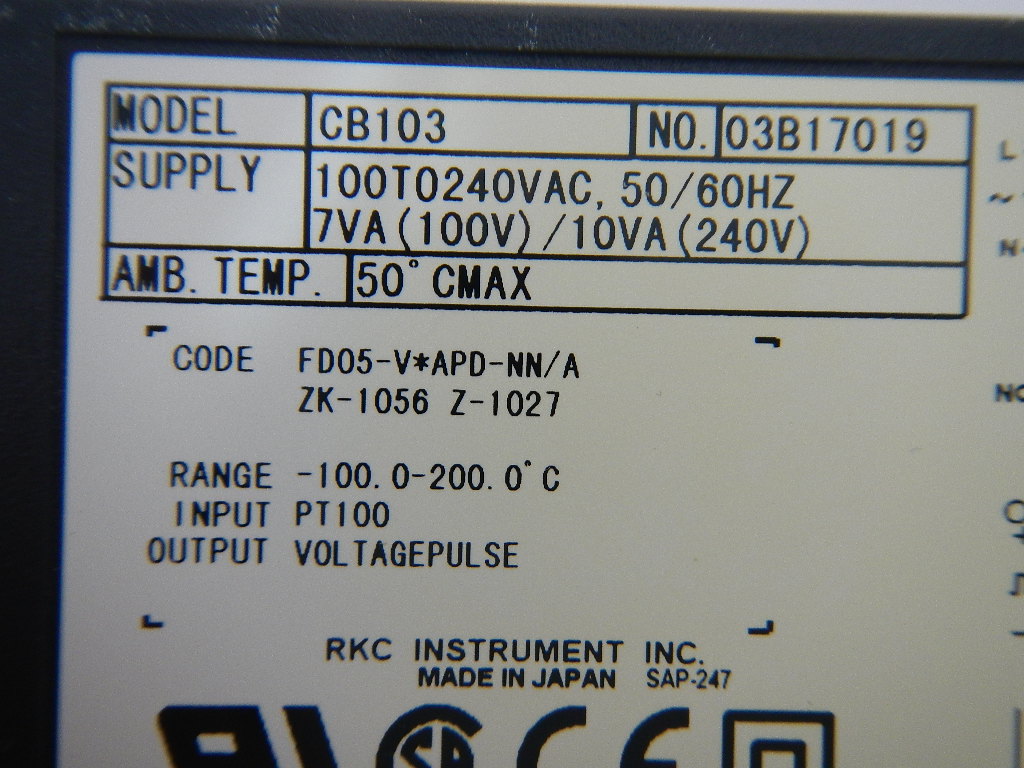 MODEL CB103 NO. 03B17019
SUPPLY 100TO240VAC, 50/60HZ
7VA(100V)/10VA(240V)
AMB. TEMP. 50°CMAX
CODE FD05-V*APD-NN/A
ZK-1056 Z-1027
RANGE -100.0-200.0°C
INPUT PT100
OUTPUT VOLTAGEPULSE
RKC INSTRUMENT INC.
MADE IN JAPAN SAP-247